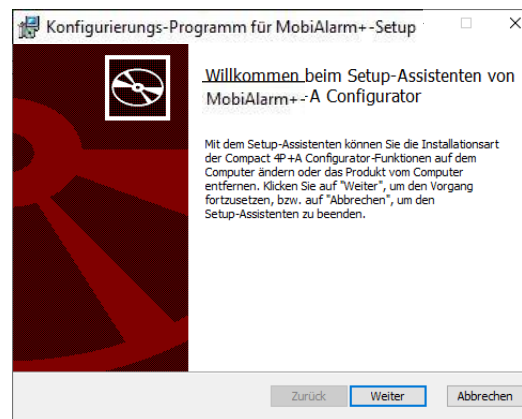 Konfigurierungs-Programm für MobiAlarm+-Setup
Willkommen beim Setup-Assistenten von
MobiAlarm+-A Configurator
Mit dem Setup-Assistenten können Sie die Installationsart
der Compact 4P+A Configurator-Funktionen auf dem
Computer ändern oder das Produkt vom Computer
entfernen. Klicken Sie auf "Weiter", um den Vorgang
fortzusetzen, bzw. auf "Abbrechen", um den
Setup-Assistenten zu beenden.
Zurück Weiter Abbrechen